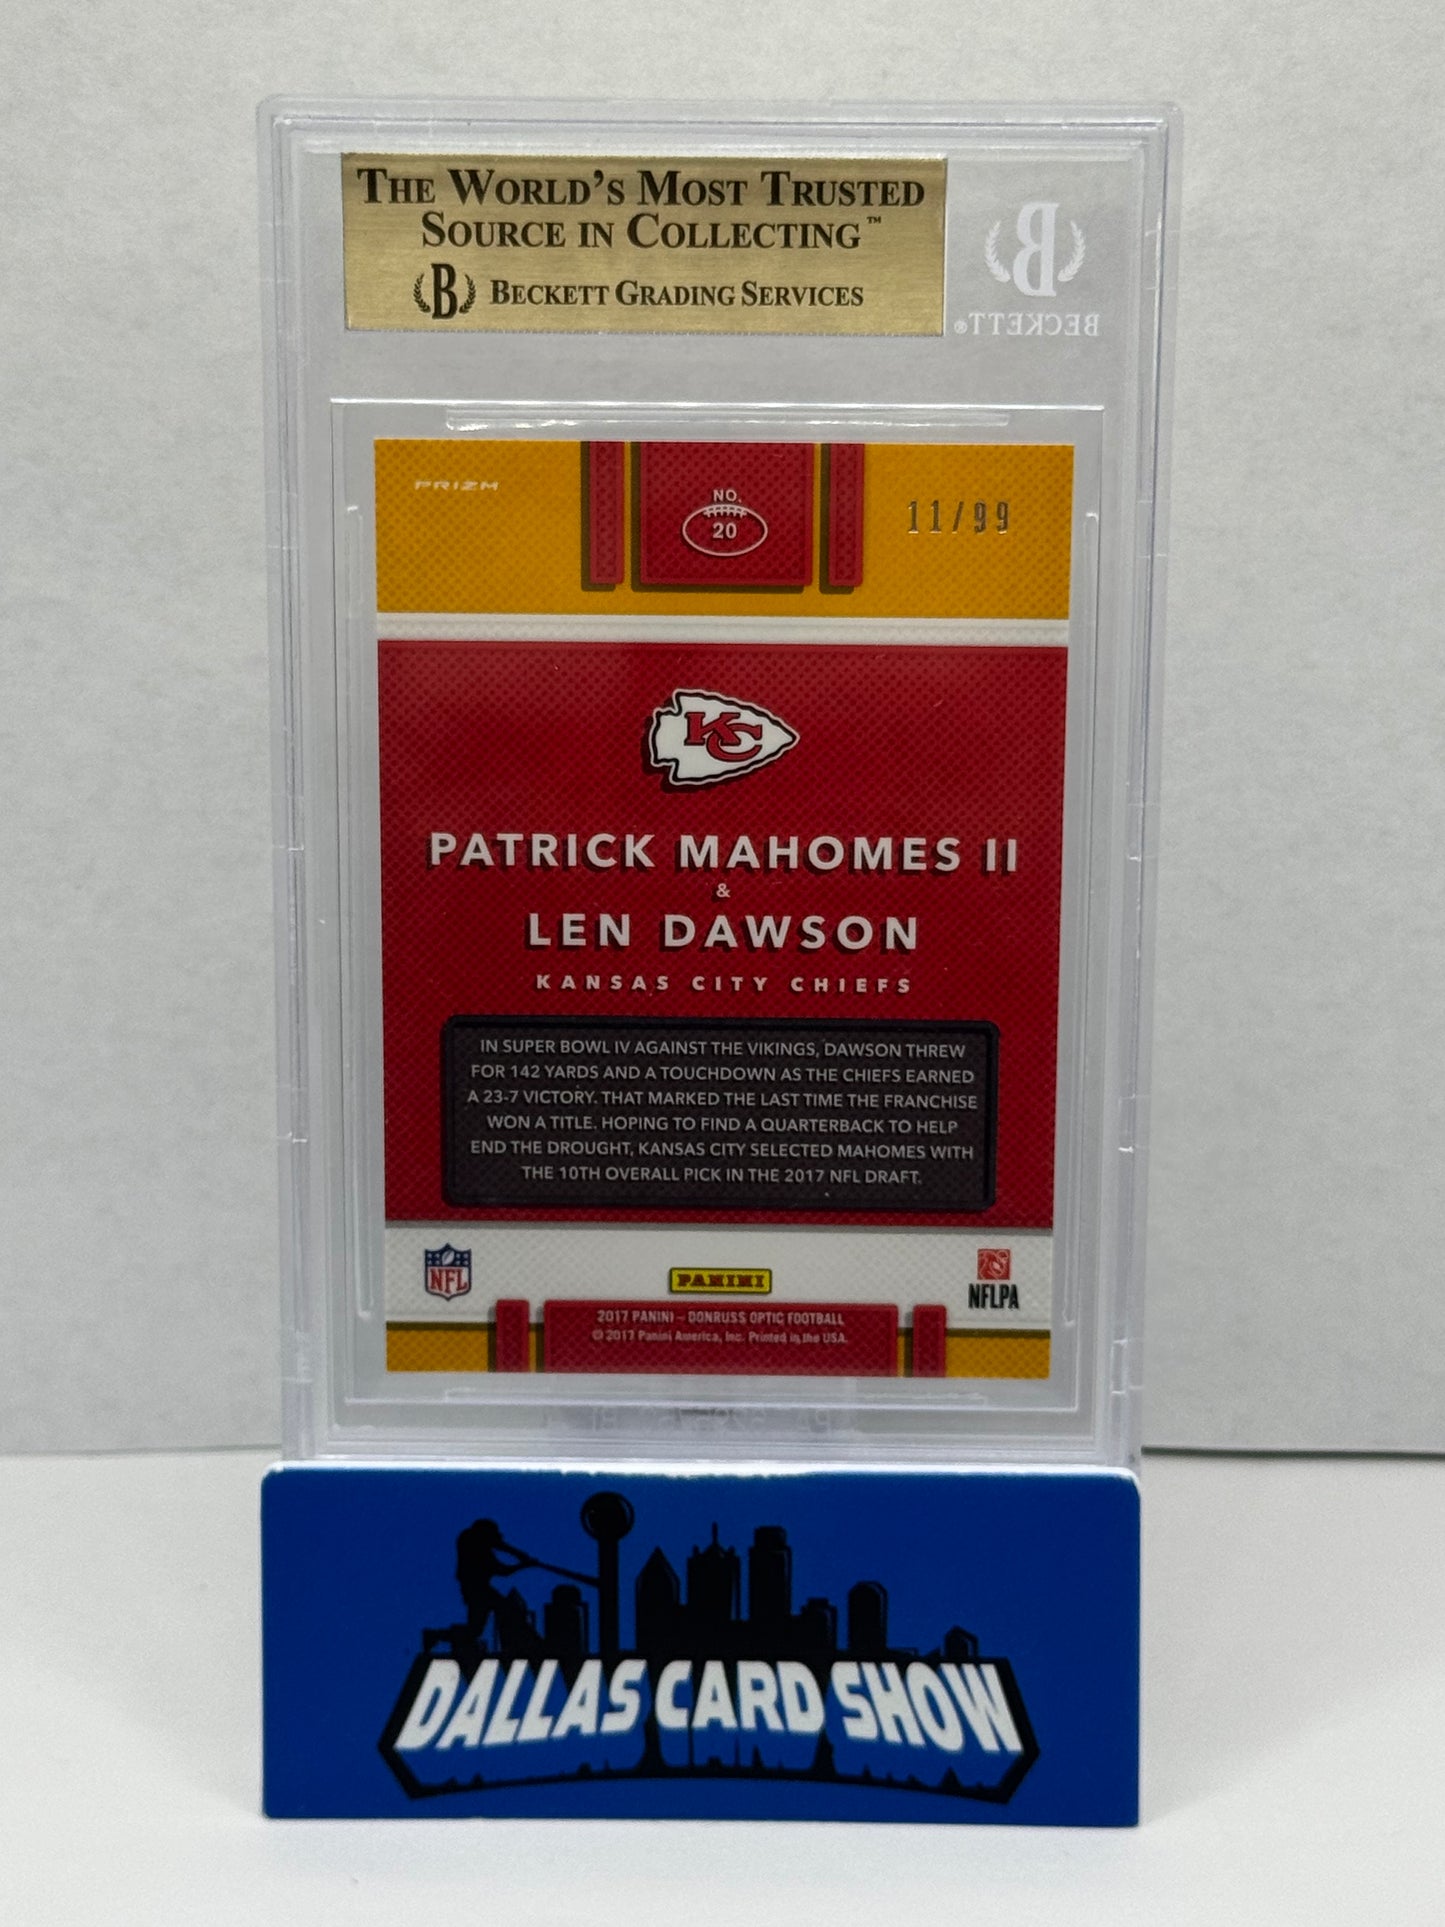 THE WORLD'S MOST TRUSTED
SOURCE IN COLLECTING™
B BECKETT GRADING SERVICES
B
BECKETT®
PRIZM
NO.
20
11/99
KC
PATRICK MAHOMES II
&
LEN DAWSON
KANSAS CITY CHIEFS
IN SUPER BOWL IV AGAINST THE VIKINGS, DAWSON THREW
FOR 142 YARDS AND A TOUCHDOWN AS THE CHIEFS EARNED
A 23-7 VICTORY. THAT MARKED THE LAST TIME THE FRANCHISE
WON A TITLE. HOPING TO FIND A QUARTERBACK TO HELP
END THE DROUGHT, KANSAS CITY SELECTED MAHOMES WITH
THE 10TH OVERALL PICK IN THE 2017 NFL DRAFT.
NFL
PANINI
NFLPA
2017 PANINI – DONRUSS OPTIC FOOTBALL
© 2017 Panini America, Inc. Printed in the USA.
DALLAS CARD SHOW